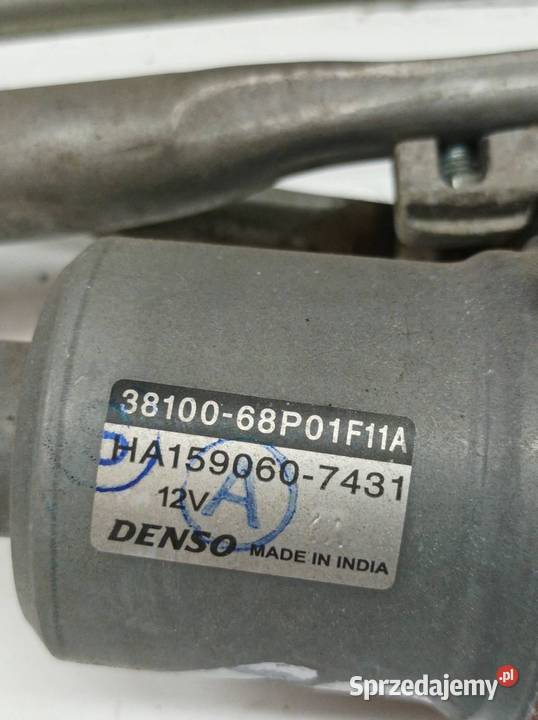 38100-68P01F11A
HA159060-7431
12V
A
DENSO MADE IN INDIA
Sprzedajemy.pl